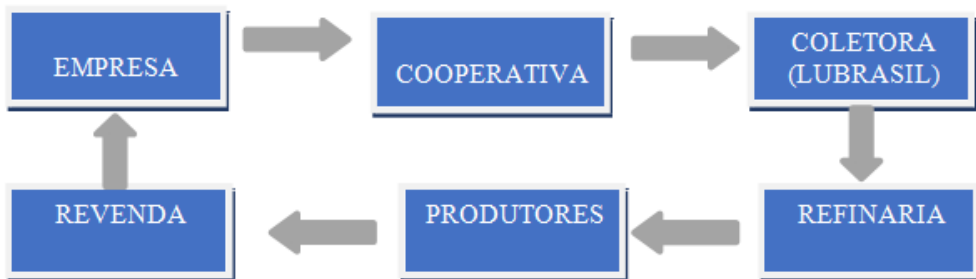 EMPRESA
COOPERATIVA
COLETORA
(LUBRASIL)
REVENDA
PRODUTORES
REFINARIA